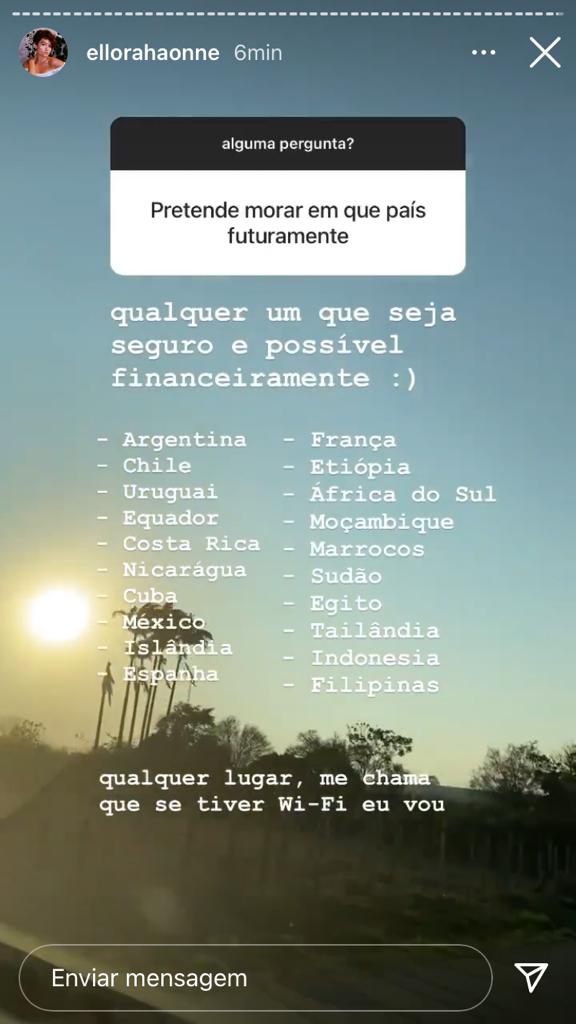 ellorahaonne 6min
alguma pergunta?
Pretende morar em que país
futuramente
qualquer um que seja
seguro e possível
financeiramente :)
- Argentina
- Chile
- Uruguai
- Equador
- Costa Rica
- Nicarágua
- Cuba
- México
- Islândia
- Espanha
- França
- Etiópia
- África do Sul
- Moçambique
- Marrocos
- Sudão
- Egito
- Tailândia
- Indonesia
- Filipinas
qualquer lugar, me chama
que se tiver Wi-Fi eu vou
Enviar mensagem